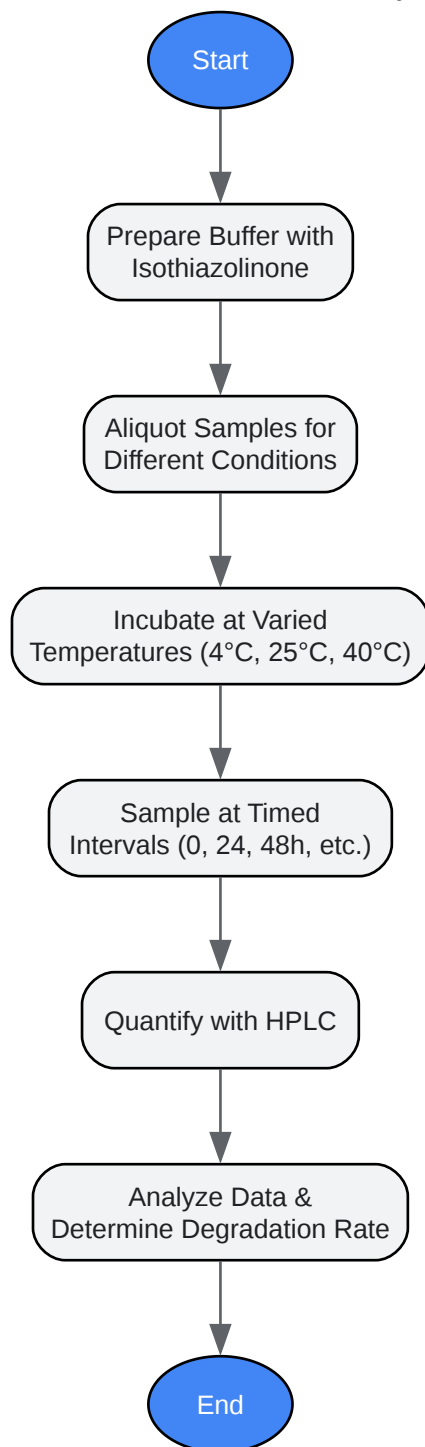 Start
Prepare Buffer with
Isothiazolinone
Aliquot Samples for
Different Conditions
Incubate at Varied
Temperatures (4°C, 25°C, 40°C)
Sample at Timed
Intervals (0, 24, 48h, etc.)
Quantify with HPLC
Analyze Data &
Determine Degradation Rate
End